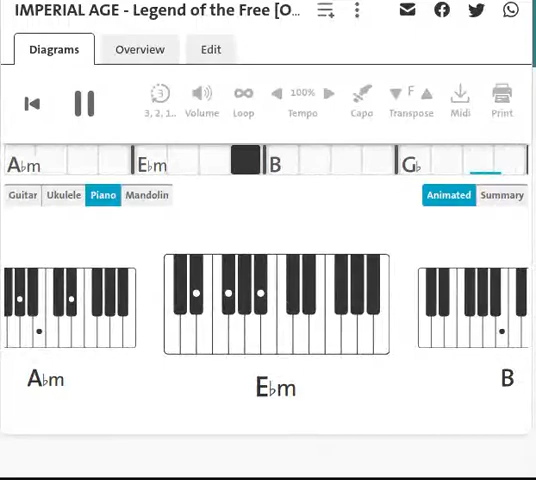 IMPERIAL AGE - Legend of the Free [O...
Diagrams Overview Edit
3
100%
F
3, 2, 1.. Volume Loop Tempo Capo Transpose Midi Print
A♭m E♭m B G♭
Guitar Ukulele Piano Mandolin Animated Summary
A♭m E♭m B